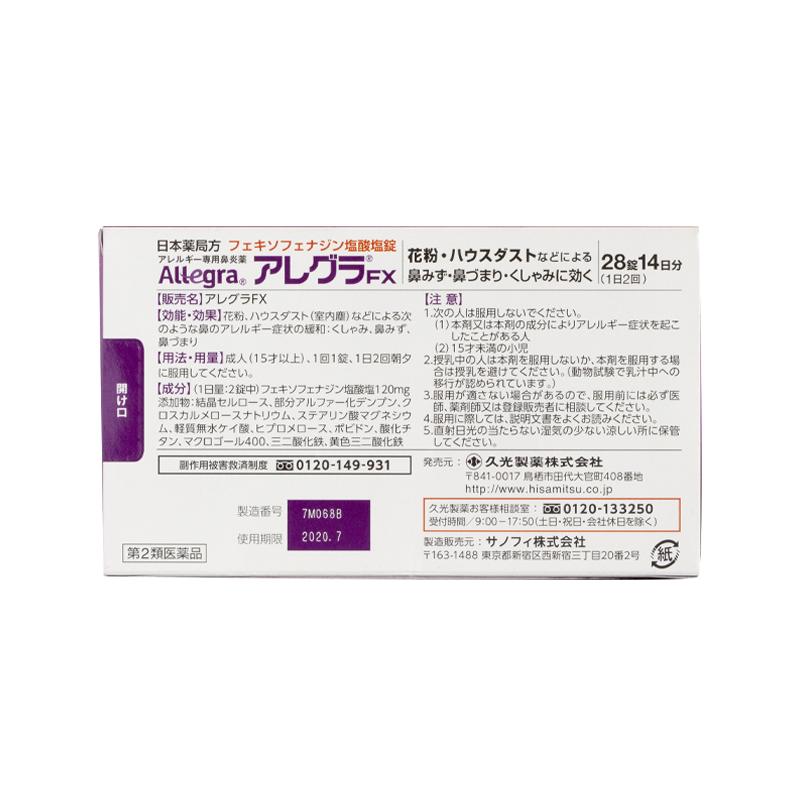 日本薬局方 フェキソフェナジン塩酸塩錠
アレルギー専用鼻炎薬
Allegra® アレグラ®FX
花粉・ハウスダストなどによる
鼻みず・鼻づまり・くしゃみに効く
28錠14日分
(1日2回)
【販売名】アレグラFX
【効能・効果】花粉、ハウスダスト(室内塵)などによる次
のような鼻のアレルギー症状の緩和:くしゃみ、鼻みず、
鼻づまり
【用法・用量】成人(15才以上)、1回1錠、1日2回朝夕
に服用してください。
【成分】(1日量:2錠中)フェキソフェナジン塩酸塩120mg
添加物:結晶セルロース、部分アルファー化デンプン、ク
ロスカルメロースナトリウム、ステアリン酸マグネシウ
ム、軽質無水ケイ酸、ヒプロメロース、ポビドン、酸化チ
タン、マクロゴール400、三二酸化鉄、黄色三二酸化鉄
副作用被害救済制度 0120-149-931
製造番号 7M068B
使用期限 2020.7
第2類医薬品
開け口
【注 意】
1.次の人は服用しないでください。
(1)本剤又は本剤の成分によりアレルギー症状を起こ
したことがある人
(2)15才未満の小児
2.授乳中の人は本剤を服用しないか、本剤を服用する場
合は授乳を避けてください。(動物試験で乳汁中への
移行が認められています。)
3.服用が適さない場合があるので、服用前には必ず医
師、薬剤師又は登録販売者に相談してください。
4.服用に際しては、説明文書をよくお読みください。
5.直射日光の当たらない湿気の少ない涼しい所に保管
してください。
発売元: 久光製薬株式会社
〒841-0017 鳥栖市田代大官町408番地
http://www.hisamitsu.co.jp
久光製薬お客様相談室: 0120-133250
受付時間/9:00-17:50(土日・祝日・会社休日を除く)
製造販売元: サノフィ株式会社
〒163-1488 東京都新宿区西新宿三丁目20番2号
紙